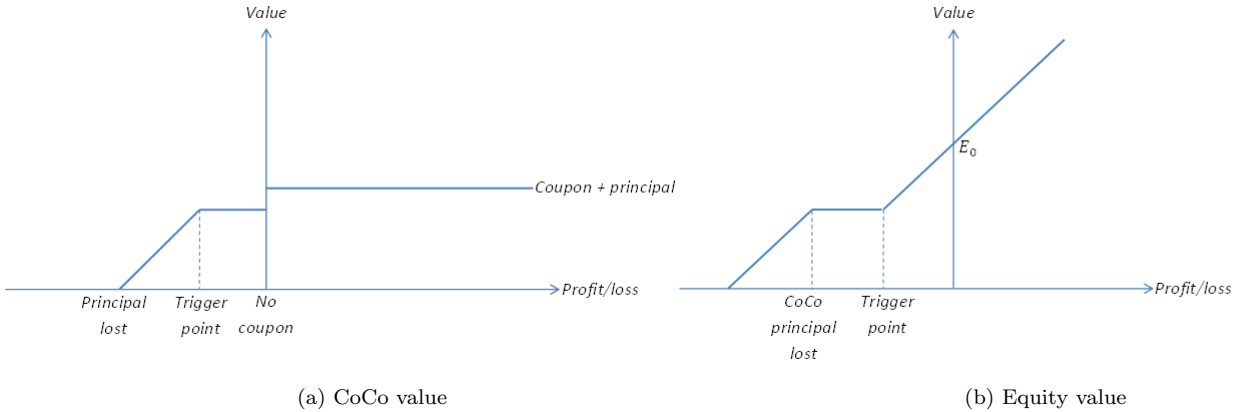 Value
Coupon + principal
Profit/loss
Principal
lost
Trigger
point
No
coupon
(a) CoCo value
Value
E0
Profit/loss
CoCo
principal
lost
Trigger
point
(b) Equity value